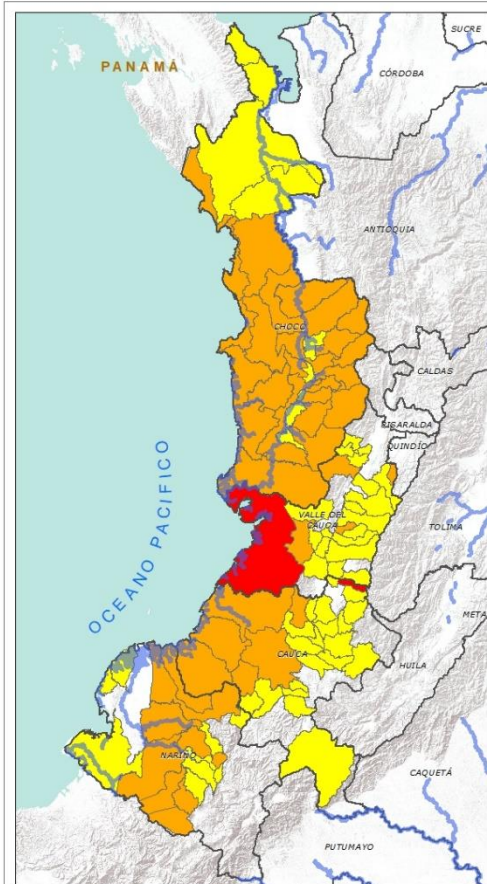 SUCRE
PANAMÁ
CÓRDOBA
ANTIOQUIA
CHOCÓ
CALDAS
RISARALDA
QUINDÍO
OCEANO PACÍFICO
VALLE DEL
CAUCA
TOLIMA
META
CAUCA
HUILA
NARIÑO
CAQUETÁ
PUTUMAYO